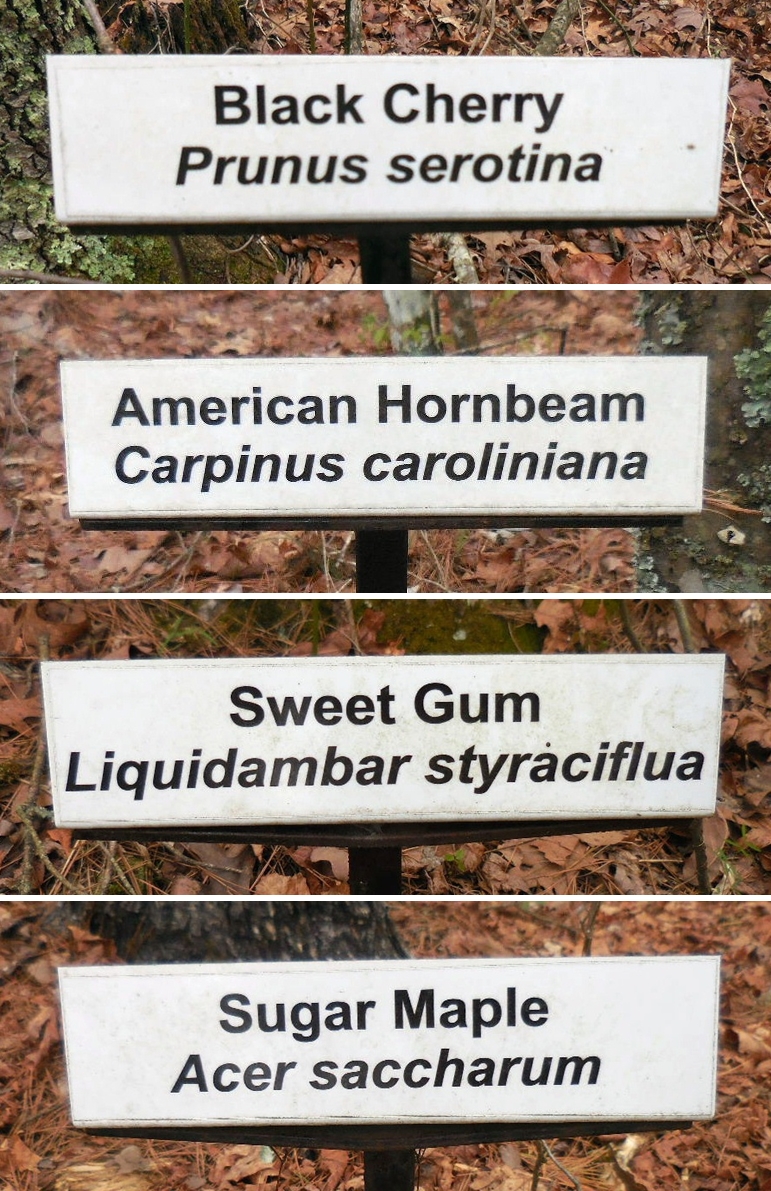 Black Cherry
Prunus serotina
American Hornbeam
Carpinus caroliniana
Sweet Gum
Liquidambar styraciflua
Sugar Maple
Acer saccharum